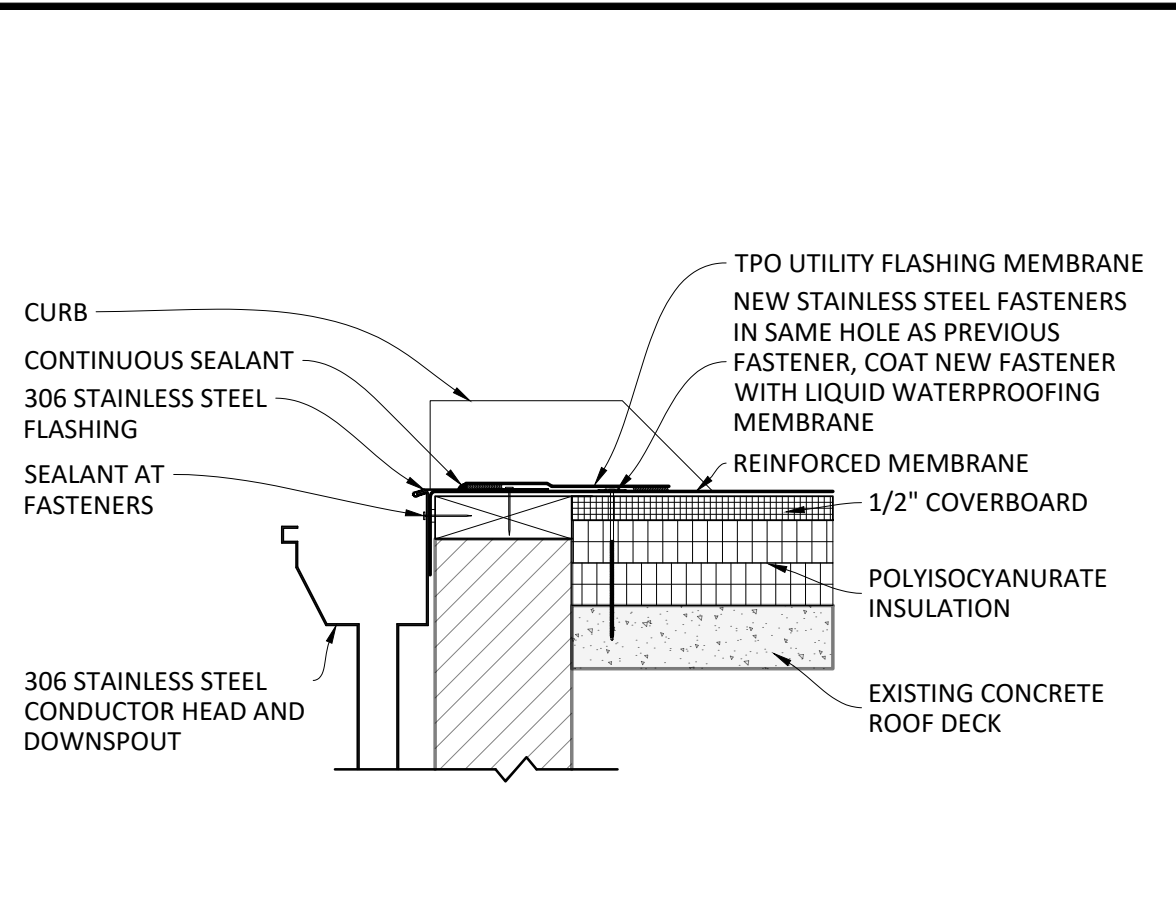 CURB
CONTINUOUS SEALANT
306 STAINLESS STEEL
FLASHING
SEALANT AT
FASTENERS
306 STAINLESS STEEL
CONDUCTOR HEAD AND
DOWNSPOUT
TPO UTILITY FLASHING MEMBRANE
NEW STAINLESS STEEL FASTENERS
IN SAME HOLE AS PREVIOUS
FASTENER, COAT NEW FASTENER
WITH LIQUID WATERPROOFING
MEMBRANE
REINFORCED MEMBRANE
1/2" COVERBOARD
POLYISOCYANURATE
INSULATION
EXISTING CONCRETE
ROOF DECK